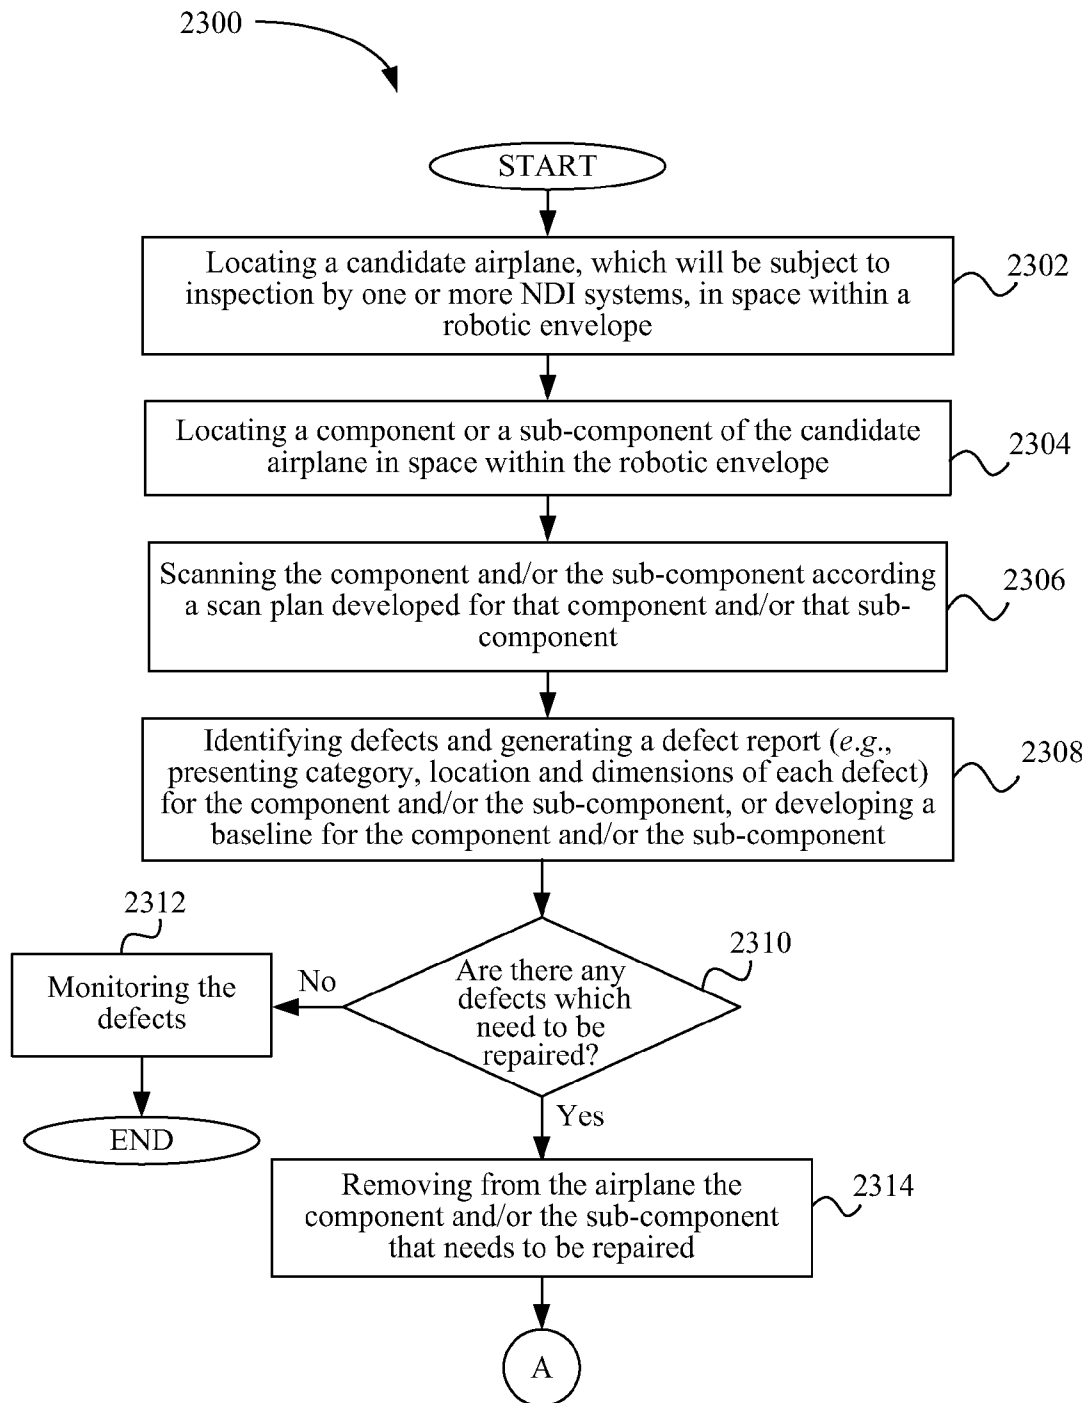 2300
START
Locating a candidate airplane, which will be subject to
inspection by one or more NDI systems, in space within a
robotic envelope
2302
Locating a component or a sub-component of the candidate
airplane in space within the robotic envelope
2304
Scanning the component and/or the sub-component according
a scan plan developed for that component and/or that sub-
component
2306
Identifying defects and generating a defect report (e.g.,
presenting category, location and dimensions of each defect)
for the component and/or the sub-component, or developing a
baseline for the component and/or the sub-component
2308
2312
Monitoring the
defects
No
Are there any
defects which
need to be
repaired?
2310
END
Yes
Removing from the airplane the
component and/or the sub-component
that needs to be repaired
2314
A